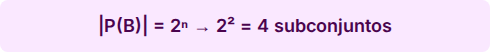 |P(B)| = 2ⁿ → 2² = 4 subconjuntos